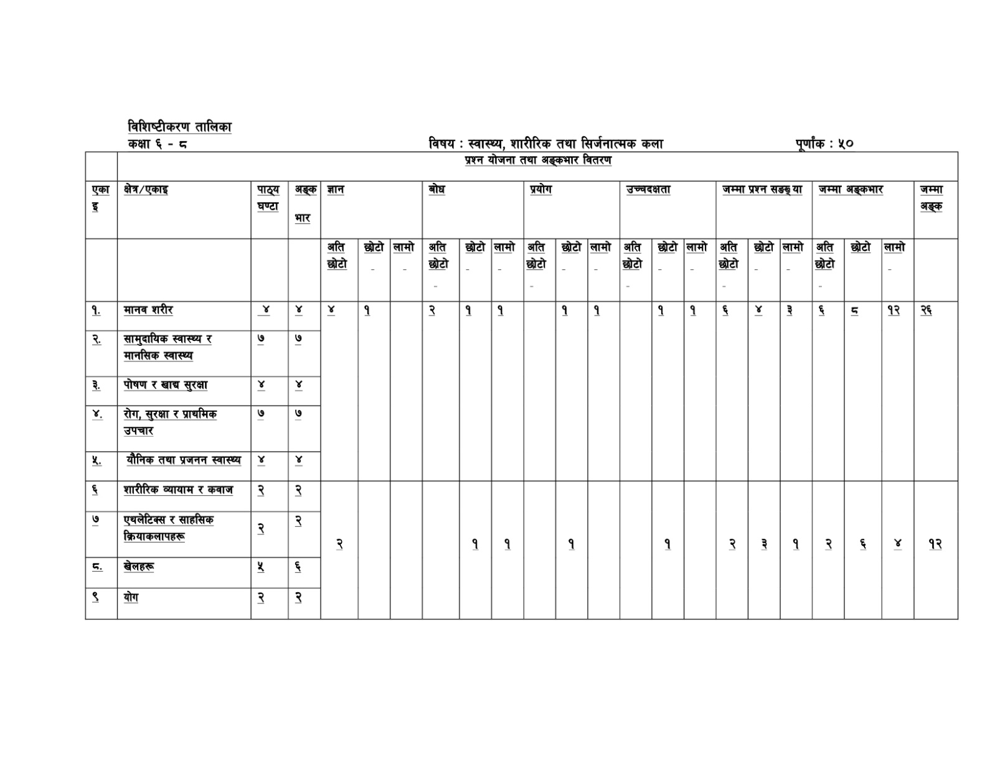 विशिष्टीकरण तालिका
कक्षा ६ - ८ विषय : स्वास्थ्य, शारीरिक तथा सिर्जनात्मक कला पूर्णांक : ५०
प्रश्न योजना तथा अङ्कभार वितरण
एका क्षेत्र/एकाइ पाठ्य अङ्क ज्ञान बोध प्रयोग उच्चदक्षता जम्मा प्रश्न सङ्ख्या जम्मा अङ्कभार जम्मा
इ घण्टा भार अङ्क
अति छोटो लामो अति छोटो लामो अति छोटो लामो अति छोटो लामो अति छोटो लामो अति छोटो लामो
छोटो - - छोटो - - छोटो - - छोटो - - छोटो - - छोटो -
- - - - -
१. मानव शरीर ४ ४ ४ १ २ १ १ १ १ १ १ ६ ४ ३ ६ ८ १२ २६
२. सामुदायिक स्वास्थ्य र ७ ७
मानसिक स्वास्थ्य
३. पोषण र खाद्य सुरक्षा ४ ४
४. रोग, सुरक्षा र प्राथमिक ७ ७
उपचार
५. यौनिक तथा प्रजनन स्वास्थ्य ४ ४
६ शारीरिक व्यायाम र कवाज २ २
७ एथलेटिक्स र साहसिक २ २
क्रियाकलापहरू
२ १ १ १ १ २ ३ १ २ ६ ४ १२
८. खेलहरू ५ ६
९ योग २ २